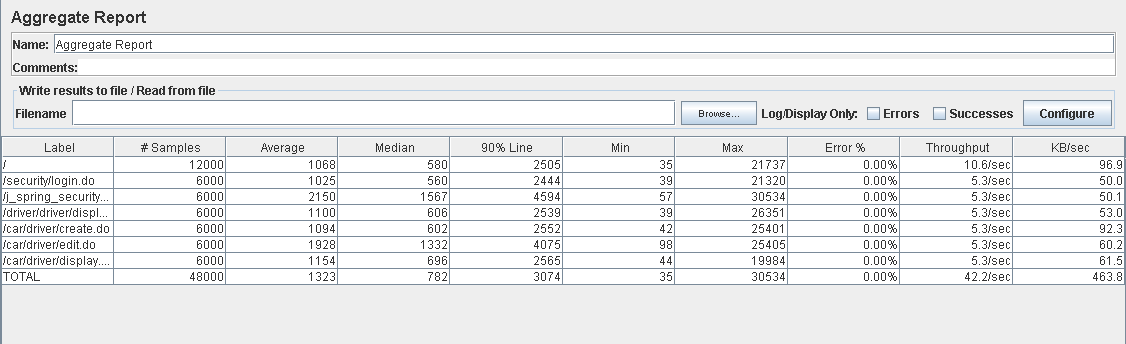 Aggregate Report
Name: Aggregate Report
Comments:
Write results to file / Read from file
Filename Browse... Log/Display Only: Errors Successes Configure
Label # Samples Average Median 90% Line Min Max Error % Throughput KB/sec
/ 12000 1068 580 2505 35 21737 0.00% 10.6/sec 96.9
/security/login.do 6000 1025 560 2444 39 21320 0.00% 5.3/sec 50.0
/j_spring_security... 6000 2150 1567 4594 57 30534 0.00% 5.3/sec 50.1
/driver/driver/displ... 6000 1100 606 2539 39 26351 0.00% 5.3/sec 53.0
/car/driver/create.do 6000 1094 602 2552 42 25401 0.00% 5.3/sec 92.3
/car/driver/edit.do 6000 1928 1332 4075 98 25405 0.00% 5.3/sec 60.2
/car/driver/display.... 6000 1154 696 2565 44 19984 0.00% 5.3/sec 61.5
TOTAL 48000 1323 782 3074 35 30534 0.00% 42.2/sec 463.8